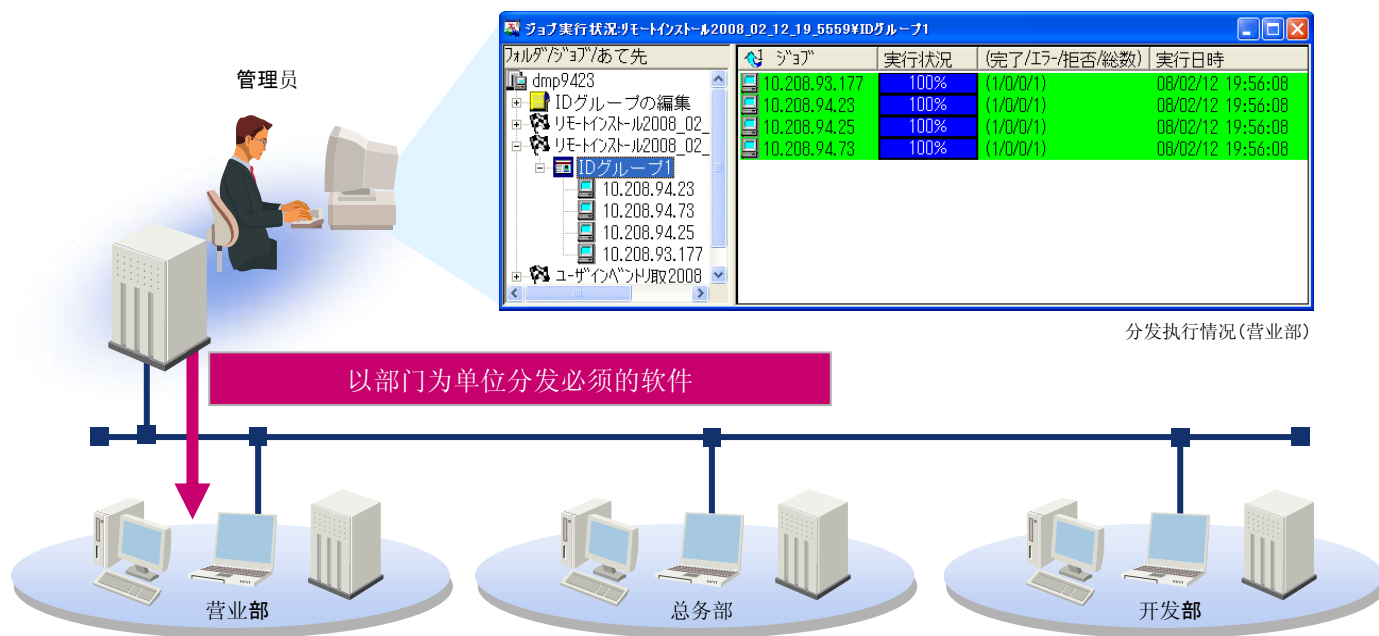 ジョブ実行状況:リモートインストール2008_02_12_19_5559¥IDグループ1
フォルダ/ジョブ/あて先
dmp9423
IDグループの編集
リモートインストール2008_02_
リモートインストール2008_02_
IDグループ1
10.208.94.23
10.208.94.73
10.208.94.25
10.208.93.177
ユーザインベントリ取2008
ジョブ 実行状況 (完了/エラー/拒否/総数) 実行日時
10.208.93.177 100% (1/0/0/1) 08/02/12 19:56:08
10.208.94.23 100% (1/0/0/1) 08/02/12 19:56:08
10.208.94.25 100% (1/0/0/1) 08/02/12 19:56:08
10.208.94.73 100% (1/0/0/1) 08/02/12 19:56:08
管理员
分发执行情况(营业部)
以部门为单位分发必须的软件
营业部
总务部
开发部